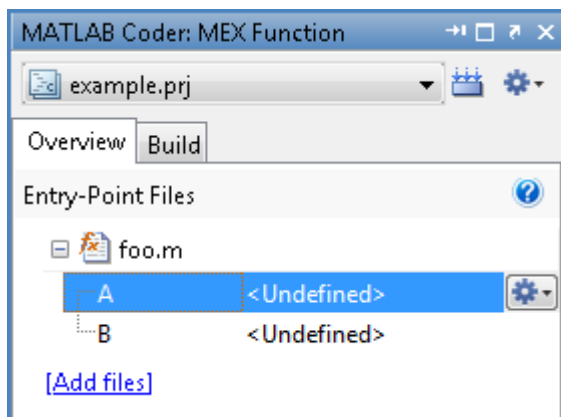 MATLAB Coder: MEX Function
example.prj
Overview Build
Entry-Point Files
foo.m
A <Undefined>
B <Undefined>
[Add files]